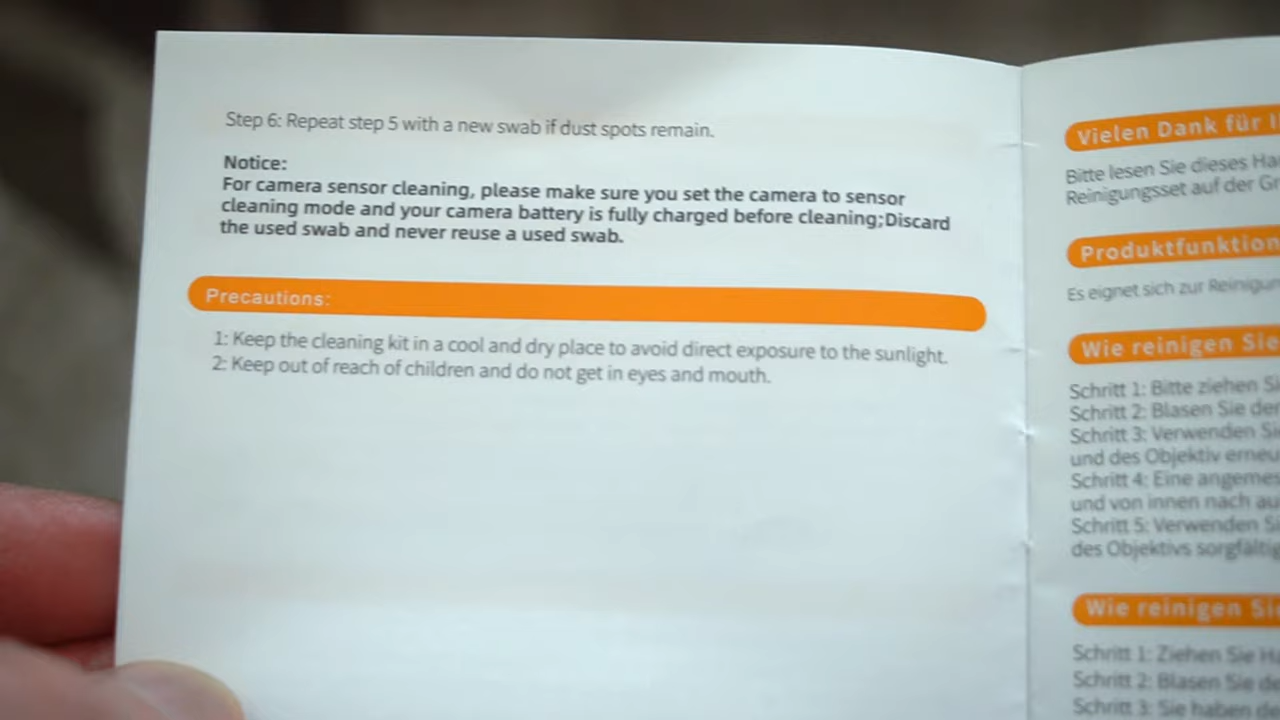 Step 6: Repeat step 5 with a new swab if dust spots remain.
Notice:
For camera sensor cleaning, please make sure you set the camera to sensor
cleaning mode and your camera battery is fully charged before cleaning;Discard
the used swab and never reuse a used swab.
Precautions:
1: Keep the cleaning kit in a cool and dry place to avoid direct exposure to the sunlight.
2: Keep out of reach of children and do not get in eyes and mouth.
Vielen Dank für
Bitte lesen Sie dieses
Reinigungsset auf der
Produktfunktion
Es eignet sich zur
Wie reinigen Sie
Schritt 1: Bitte ziehen
Schritt 2: Blasen Sie
Schritt 3: Verwenden
und des Objektiv
Schritt 4: Eine
und von innen nach
Schritt 5: Verwenden
des Objektivs
Wie reinigen
Schritt 1: Ziehen Sie
Schritt 2: Blasen Sie
Schritt 3: Sie haben